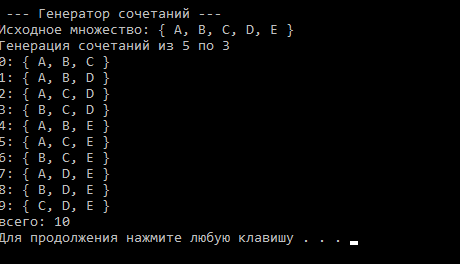 --- Генератор сочетаний ---
Исходное множество: { A, B, C, D, E }
Генерация сочетаний из 5 по 3
0: { A, B, C }
1: { A, B, D }
2: { A, C, D }
3: { B, C, D }
4: { A, B, E }
5: { A, C, E }
6: { B, C, E }
7: { A, D, E }
8: { B, D, E }
9: { C, D, E }
всего: 10
Для продолжения нажмите любую клавишу . . .